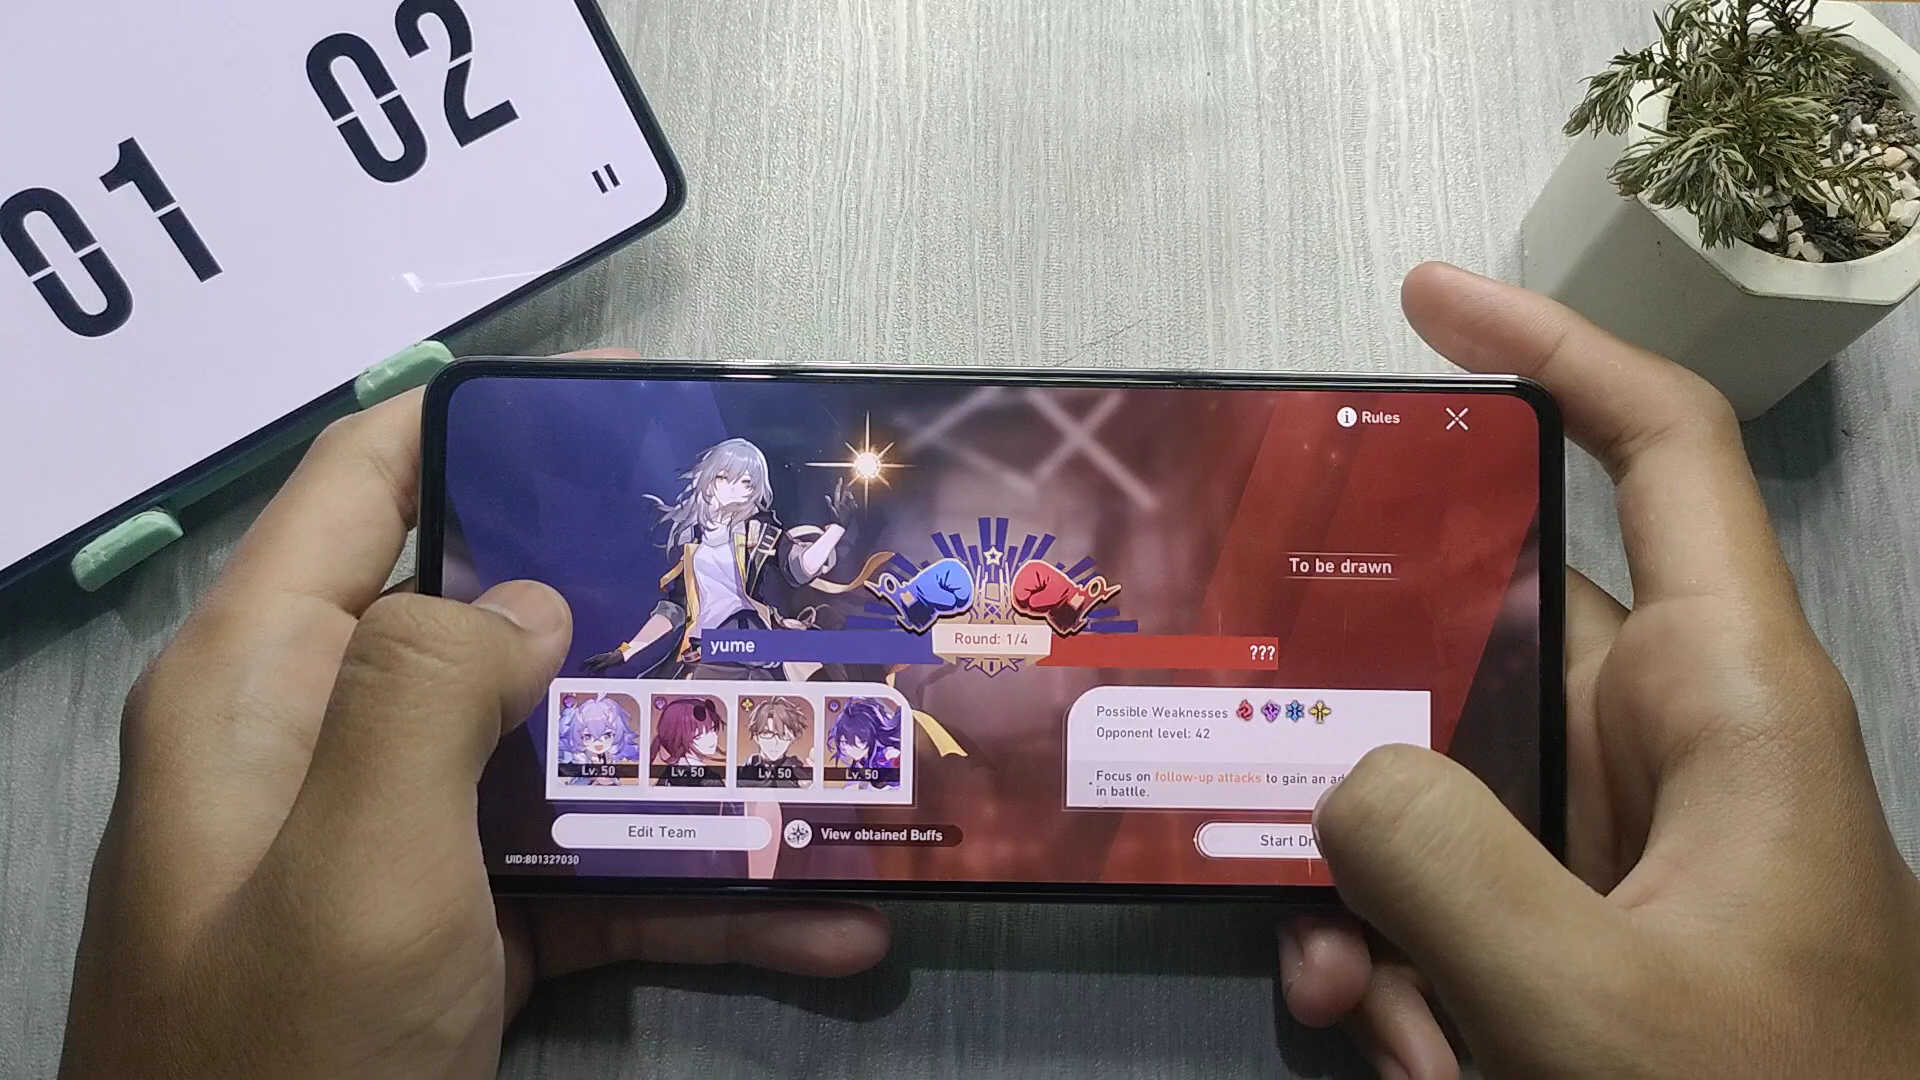 01
02
Rules
To be drawn
yume
Round: 1/4
???
Lv. 50
Lv. 50
Lv. 50
Lv. 50
Possible Weaknesses
Opponent level: 42
Focus on follow-up attacks to gain an
in battle.
Edit Team
View obtained Buffs
Start
UID:801327030